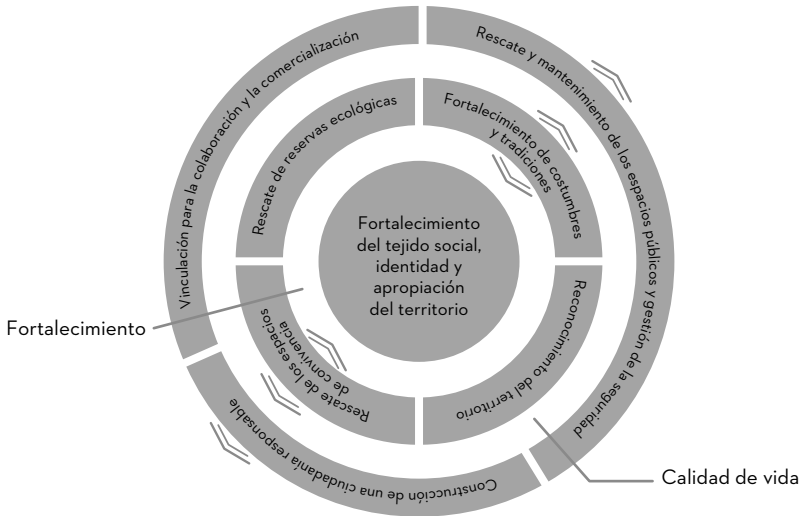 Vinculación para la colaboración y la comercialización
Rescate y mantenimiento de los espacios públicos y gestión de la seguridad
Rescate de reservas ecológicas
Fortalecimiento de costumbres
y tradiciones
Fortalecimiento
del tejido social,
identidad y
apropiación
del territorio
Fortalecimiento
Rescate de los espacios
de convivencia
Reconocimiento del territorio
Construcción de una ciudadanía responsable
Calidad de vida